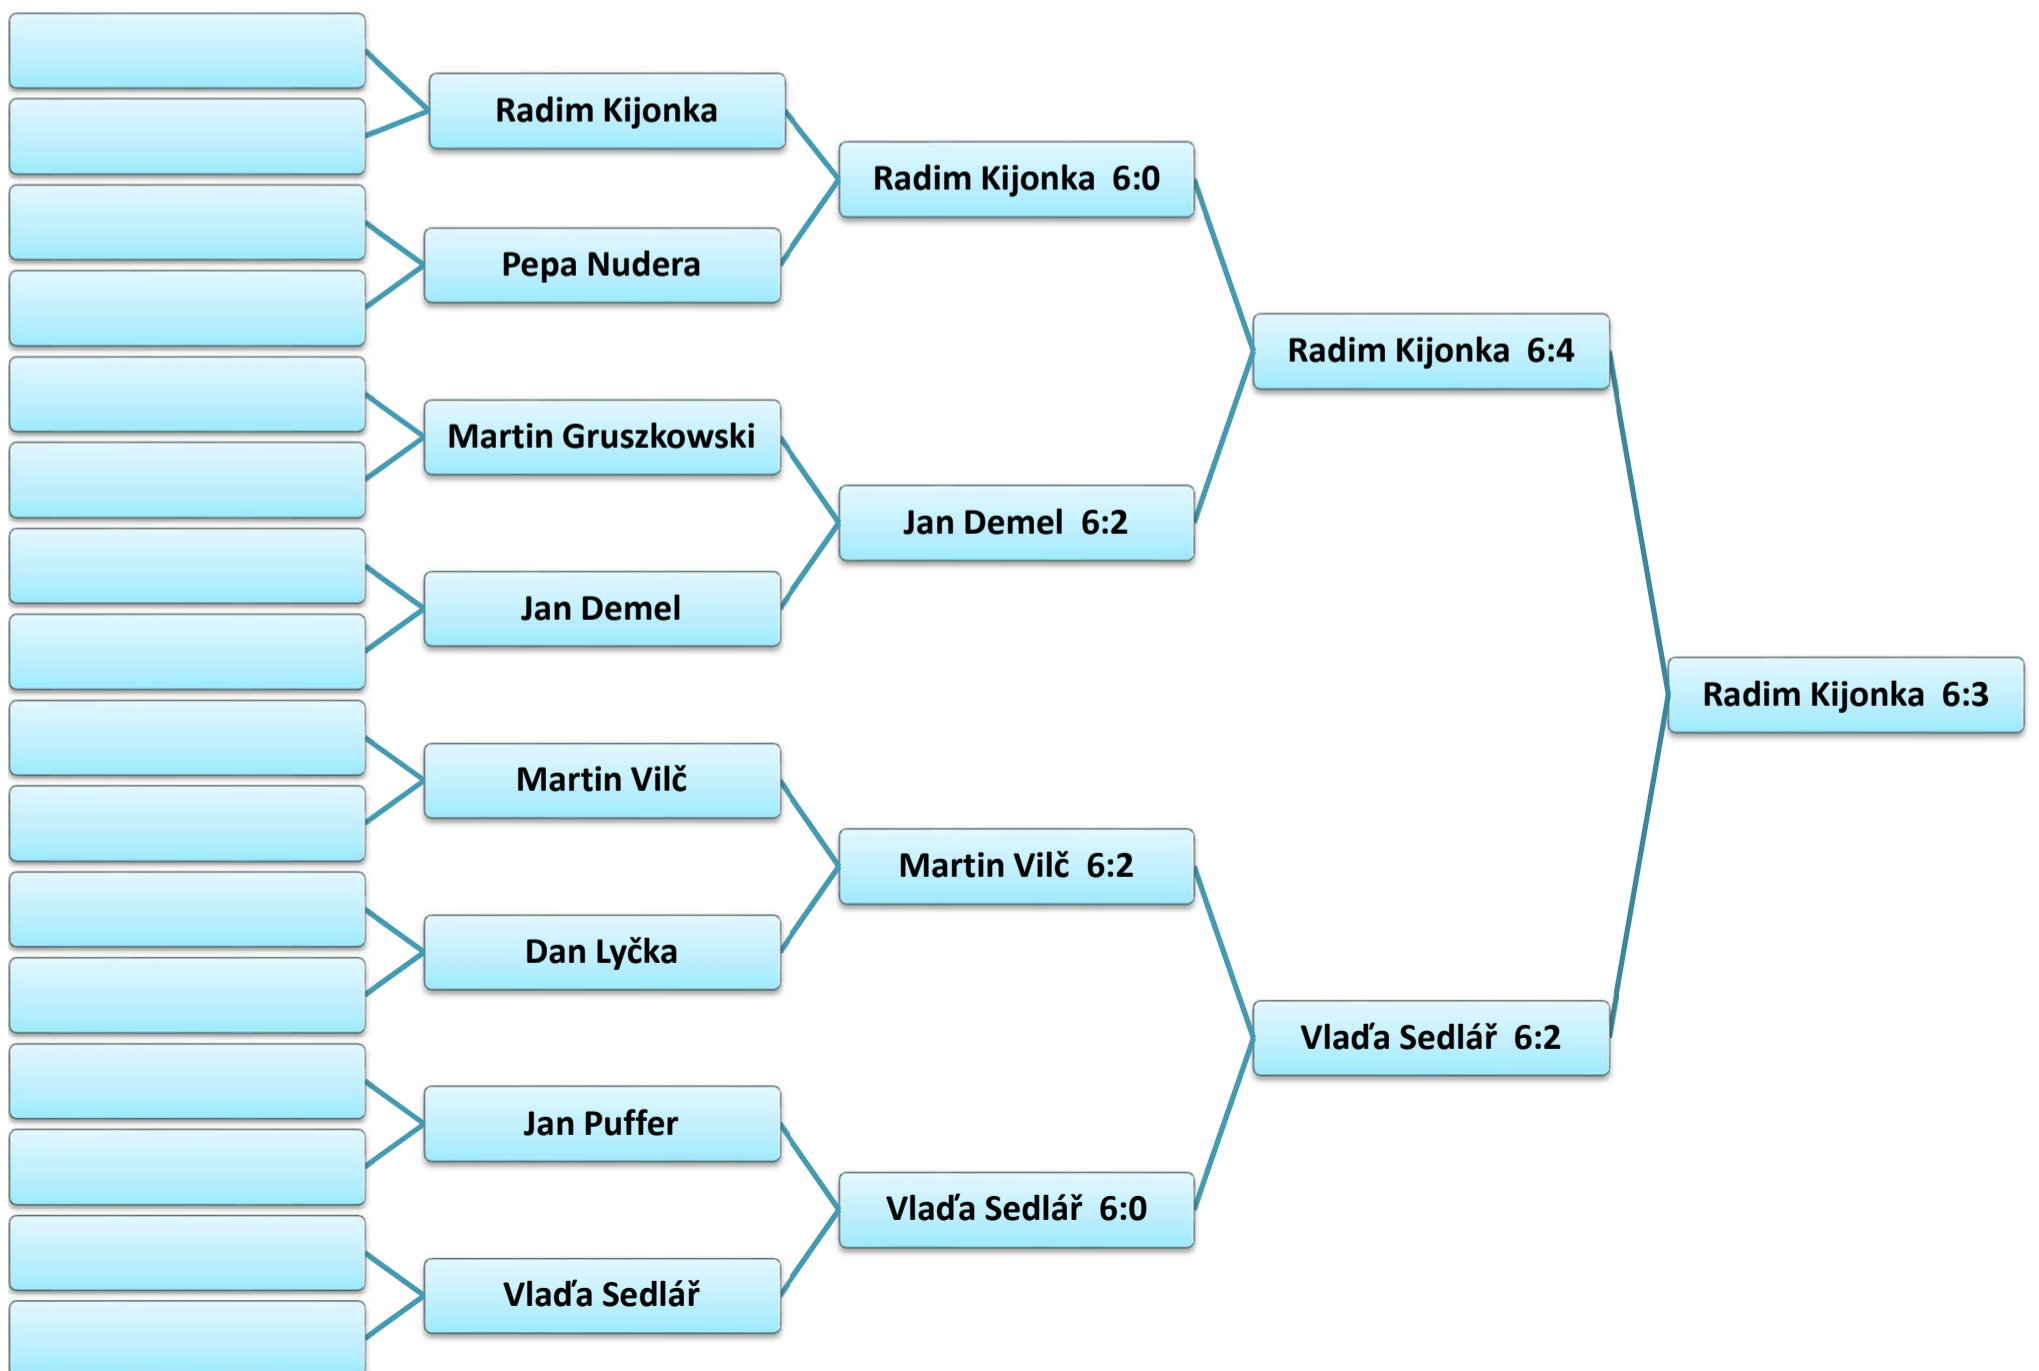 Radim Kijonka
Pepa Nudera
Martin Gruszkowski
Jan Demel
Martin Vilč
Dan Lyčka
Jan Puffer
Vlaďa Sedlář
Radim Kijonka 6:0
Jan Demel 6:2
Martin Vilč 6:2
Vlaďa Sedlář 6:0
Radim Kijonka 6:4
Vlaďa Sedlář 6:2
Radim Kijonka 6:3